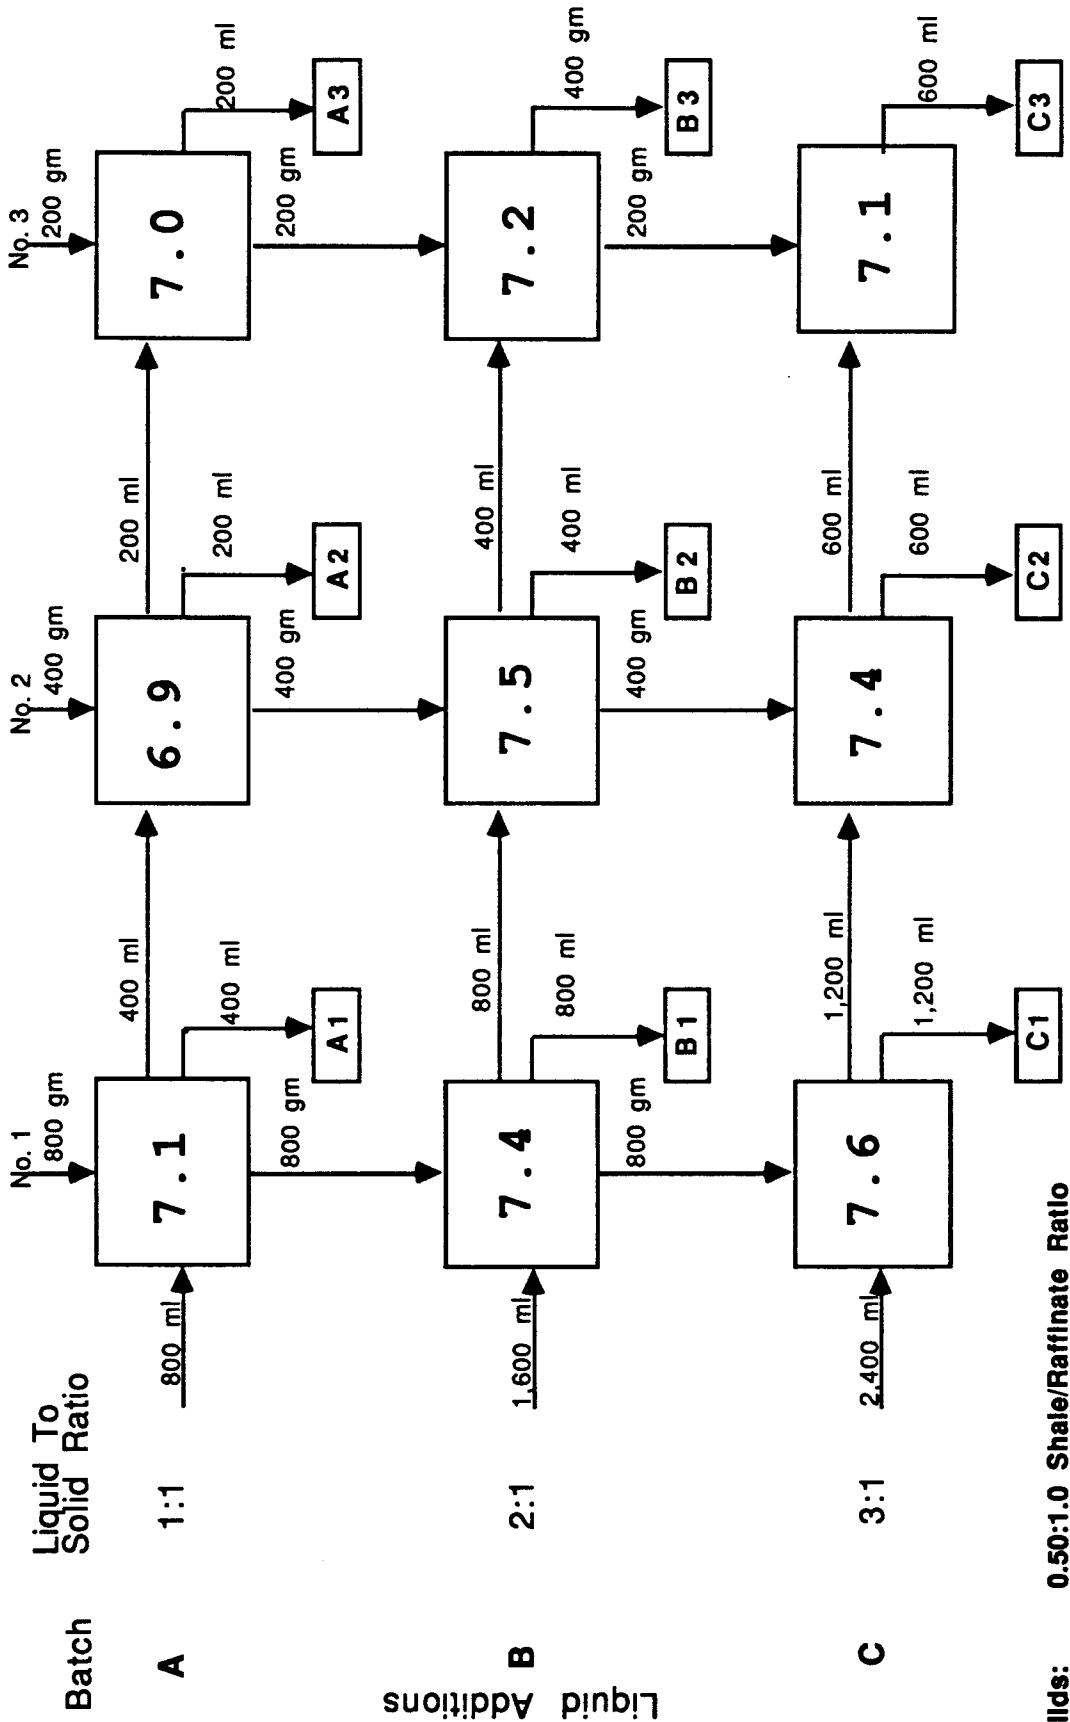 Batch
Liquid To
Solid Ratio
No. 1
800 gm
No. 2
400 gm
No. 3
200 gm
A
1:1
800 ml
7.1
400 ml
400 ml
A1
6.9
200 ml
200 ml
A2
7.0
200 ml
A3
800 gm
400 gm
200 gm
Liquid Additions
B
2:1
1,600 ml
7.4
800 ml
800 ml
B1
7.5
400 ml
400 ml
B2
7.2
400 gm
B3
800 gm
400 gm
200 gm
C
3:1
2,400 ml
7.6
1,200 ml
1,200 ml
C1
7.4
600 ml
600 ml
C2
7.1
600 ml
C3
lids: 0.50:1.0 Shale/Raffinate Ratio